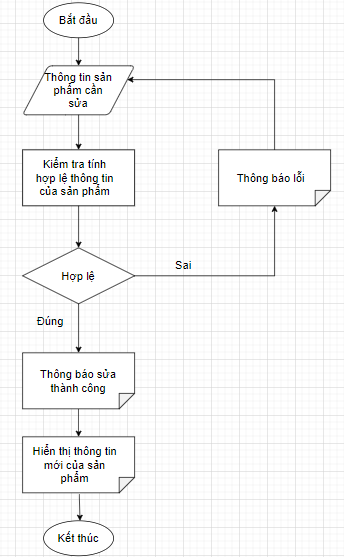 Bắt đầu
Thông tin sản
phẩm cần
sửa
Kiểm tra tính
hợp lệ thông tin
của sản phẩm
Thông báo lỗi
Hợp lệ
Sai
Đúng
Thông báo sửa
thành công
Hiển thị thông tin
mới của sản
phẩm
Kết thúc